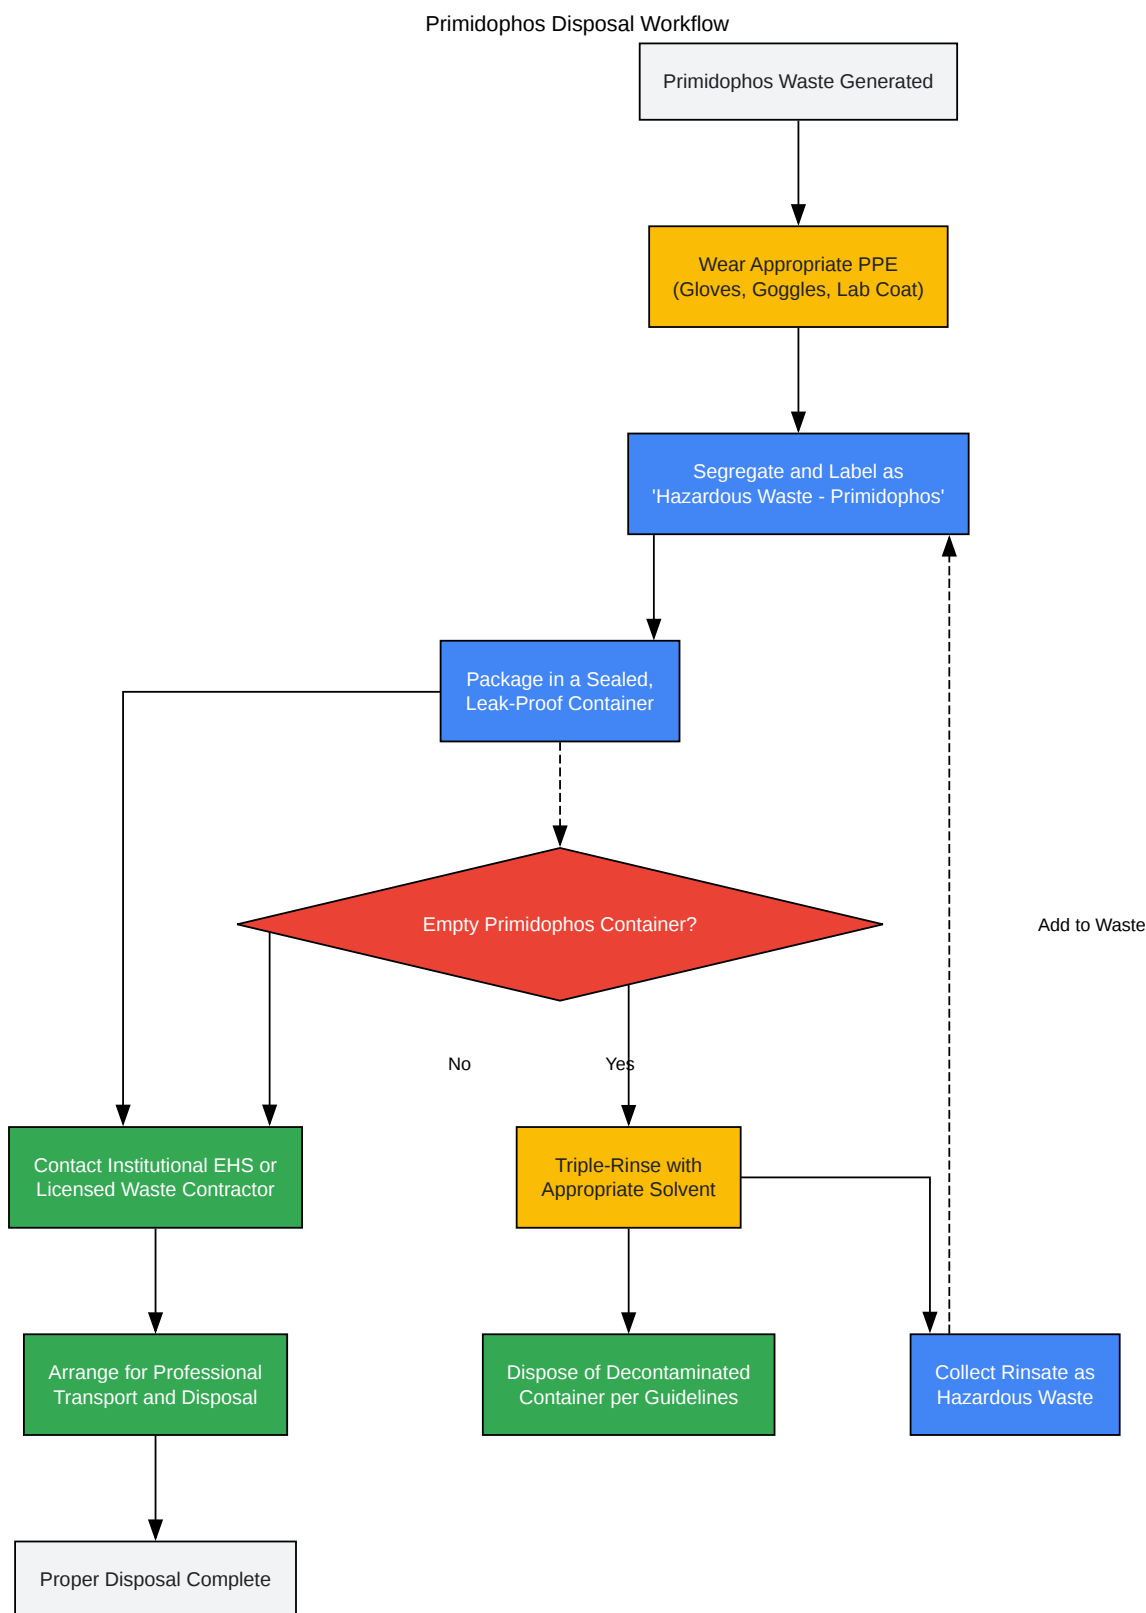 Primidophos Disposal Workflow
Primidophos Waste Generated
Wear Appropriate PPE
(Gloves, Goggles, Lab Coat)
Segregate and Label as
'Hazardous Waste - Primidophos'
Package in a Sealed,
Leak-Proof Container
Empty Primidophos Container?
Add to Waste
No
Yes
Contact Institutional EHS or
Licensed Waste Contractor
Triple-Rinse with
Appropriate Solvent
Arrange for Professional
Transport and Disposal
Dispose of Decontaminated
Container per Guidelines
Collect Rinsate as
Hazardous Waste
Proper Disposal Complete